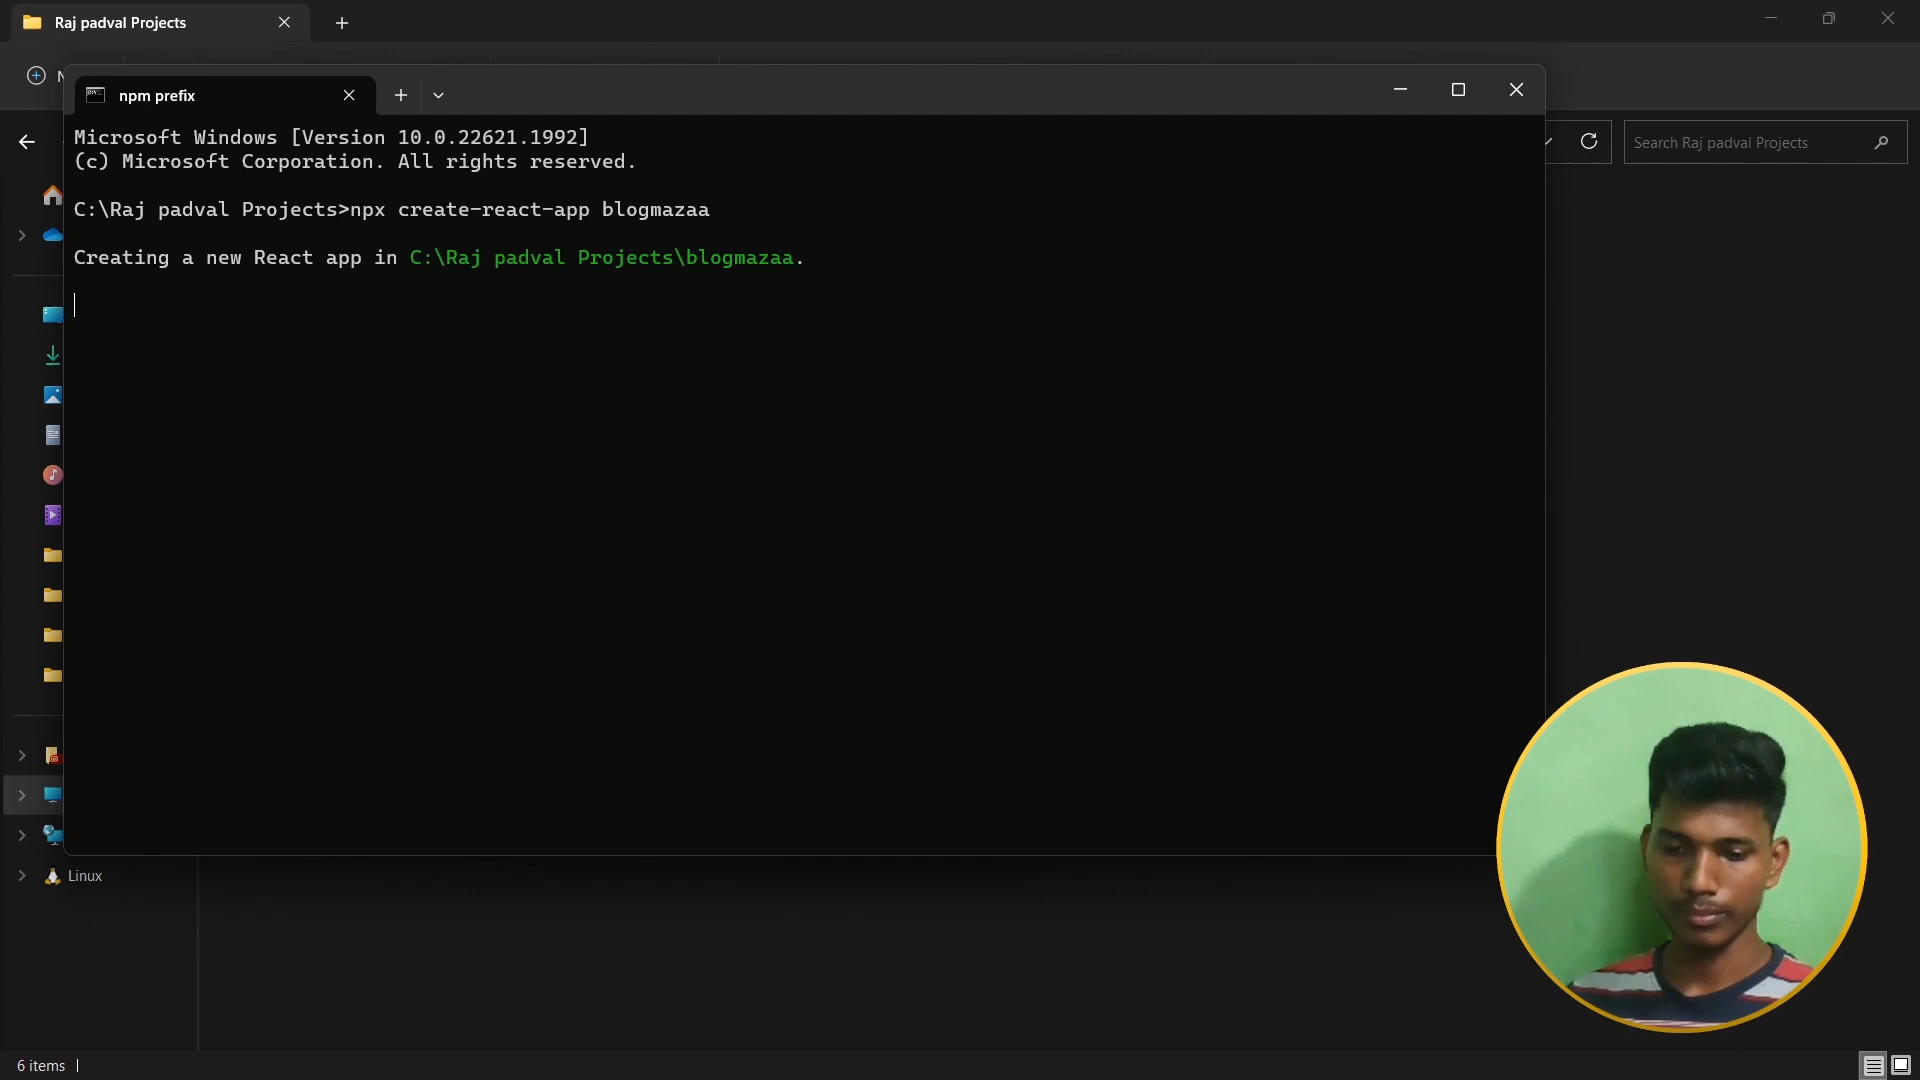 Raj padval Projects
N
npm prefix
Search Raj padval Projects
Microsoft Windows [Version 10.0.22621.1992]
(c) Microsoft Corporation. All rights reserved.
C:\Raj padval Projects>npx create-react-app blogmazaa
Creating a new React app in C:\Raj padval Projects\blogmazaa.
Linux
6 items